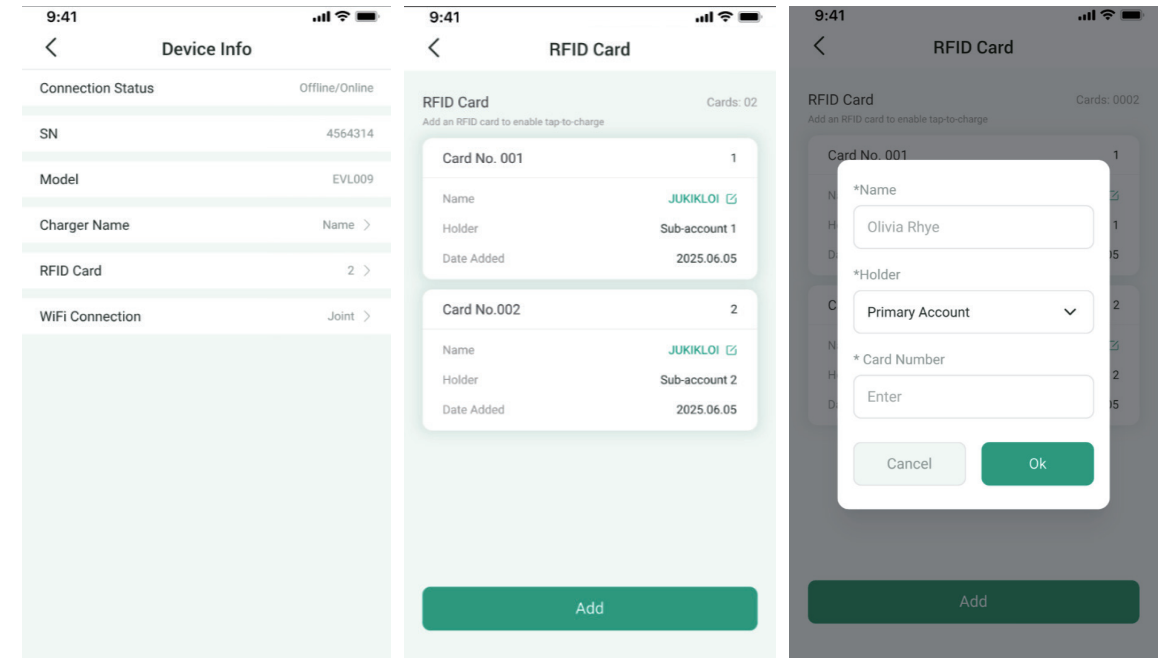 9:41
Device Info
Connection Status Offline/Online
SN 4564314
Model EVL009
Charger Name Name
RFID Card 2
WiFi Connection Joint
9:41
RFID Card
RFID Card Cards: 02
Add an RFID card to enable tap-to-charge
Card No. 001 1
Name JUKIKLOI
Holder Sub-account 1
Date Added 2025.06.05
Card No.002 2
Name JUKIKLOI
Holder Sub-account 2
Date Added 2025.06.05
Add
9:41
RFID Card
RFID Card Cards: 0002
Add an RFID card to enable tap-to-charge
Card No. 001 1
*Name
Olivia Rhye
*Holder
Primary Account
* Card Number
Enter
Cancel Ok
Add